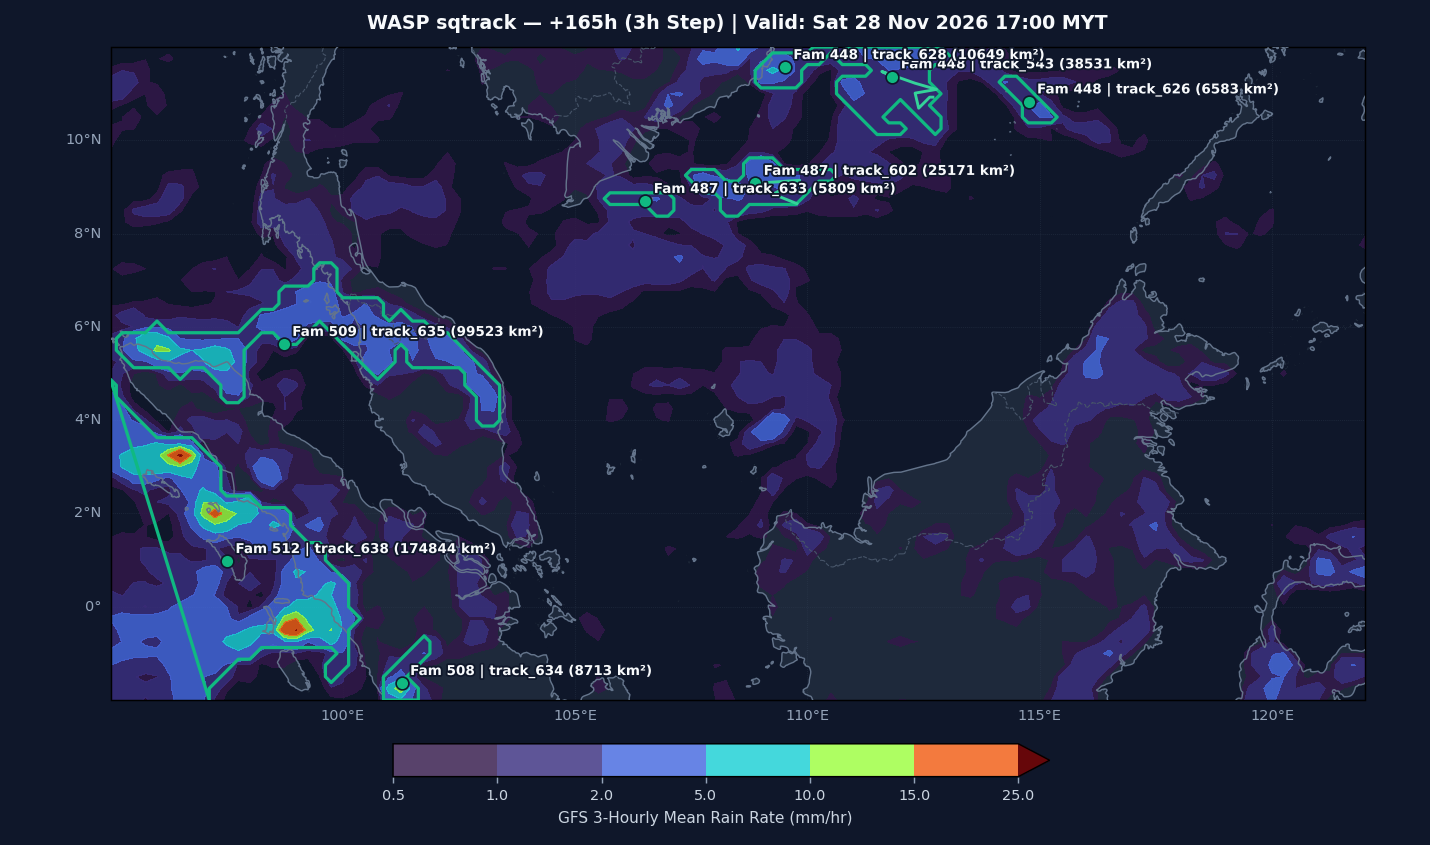 WASP sqtrack — +165h (3h Step) | Valid: Sat 28 Nov 2026 17:00 MYT
Fam 448 | track_628 (10649 km²)
Fam 448 | track_543 (38531 km²)
Fam 448 | track_626 (6583 km²)
10°N
Fam 487 | track_602 (25171 km²)
Fam 487 | track_633 (5809 km²)
8°N
6°N
Fam 509 | track_635 (99523 km²)
4°N
2°N
Fam 512 | track_638 (174844 km²)
0°
Fam 508 | track_634 (8713 km²)
100°E 105°E 110°E 115°E 120°E
0.5 1.0 2.0 5.0 10.0 15.0 25.0
GFS 3-Hourly Mean Rain Rate (mm/hr)